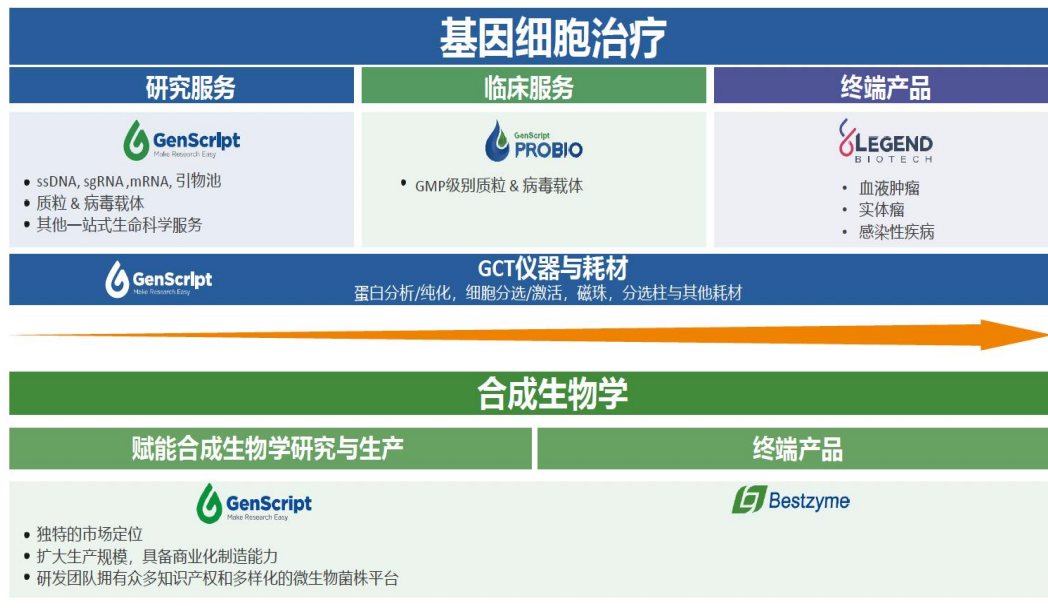 基因细胞治疗
研究服务
临床服务
终端产品
GenScript
Make Research Easy
• ssDNA, sgRNA ,mRNA, 引物池
• 质粒 & 病毒载体
• 其他一站式生命科学服务
GenScript
PROBIO
• GMP级别质粒 & 病毒载体
LEGEND
BIOTECH
• 血液肿瘤
• 实体瘤
• 感染性疾病
GenScript
Make Research Easy
GCT仪器与耗材
蛋白分析/纯化，细胞分选/激活，磁珠，分选柱与其他耗材
合成生物学
赋能合成生物学研究与生产
终端产品
GenScript
Make Research Easy
• 独特的市场定位
• 扩大生产规模，具备商业化制造能力
• 研发团队拥有众多知识产权和多样化的微生物菌株平台
Bestzyme